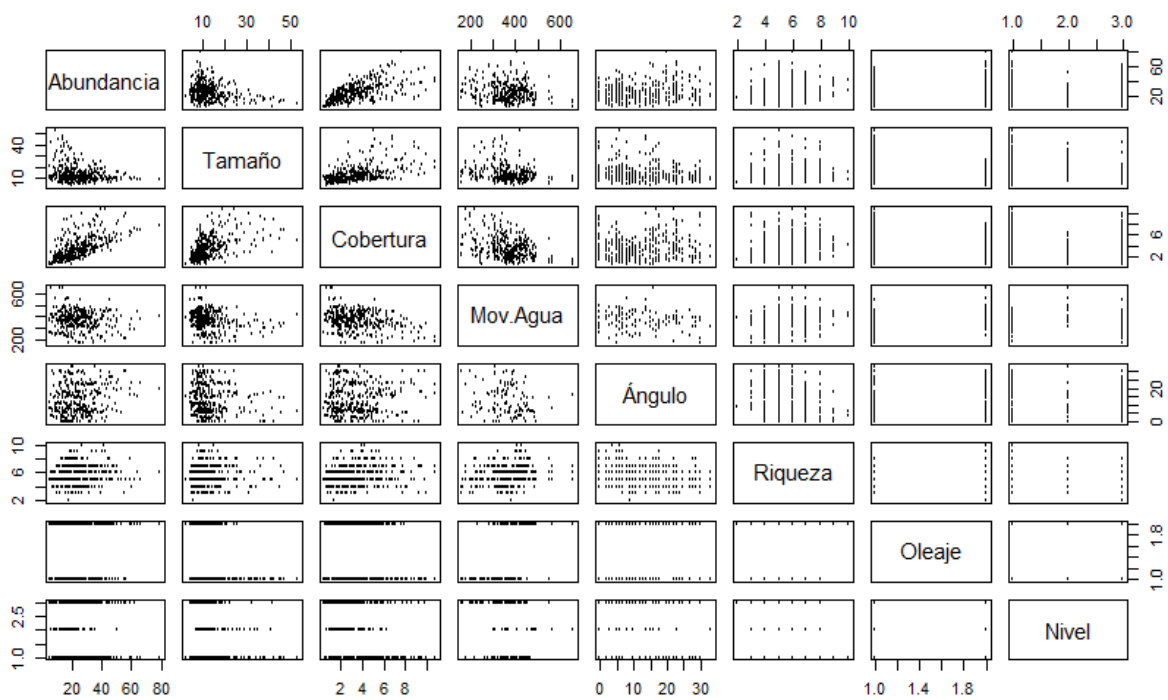 10 30 50 200 400 600 2 4 6 8 10 1.0 2.0 3.0
Abundancia 20 60
10 40 Tamaño
Cobertura 2 6
200 600 Mov.Agua
Ángulo 0 20
2 6 10 Riqueza
Oleaje 1.0 1.8
1.0 2.5 Nivel
20 40 60 80 2 4 6 8 0 10 20 30 1.0 1.4 1.8